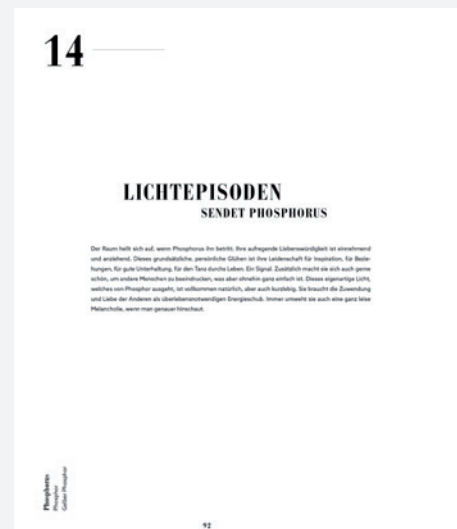 14
LICHTEPISODEN
SENDET PHOSPHORUS
Der Raum hellt sich auf, wenn Phosphorus ihn betritt. Ihre aufregende Liebenswürdigkeit ist einnehmend
und anziehend. Dieses grundsätzliche, persönliche Glühen ist ihre Leidenschaft für Inspiration, für Bezie-
hungen, für gute Unterhaltung, für den Tanz durchs Leben. Ein Signal. Zusätzlich macht sie sich auch gerne
schön, um andere Menschen zu beeindrucken, was aber ohnehin ganz einfach ist. Dieses eigenartige Licht,
welches von Phosphor ausgeht, ist vollkommen natürlich, aber auch kurzlebig. Sie braucht die Zuwendung
und Liebe der Anderen als überlebensnotwendigen Energieschub. Immer umweht sie auch eine ganz leise
Melancholie, wenn man genauer hinschaut.
Phosphorus
Phosphor
Gelber Phosphor
92